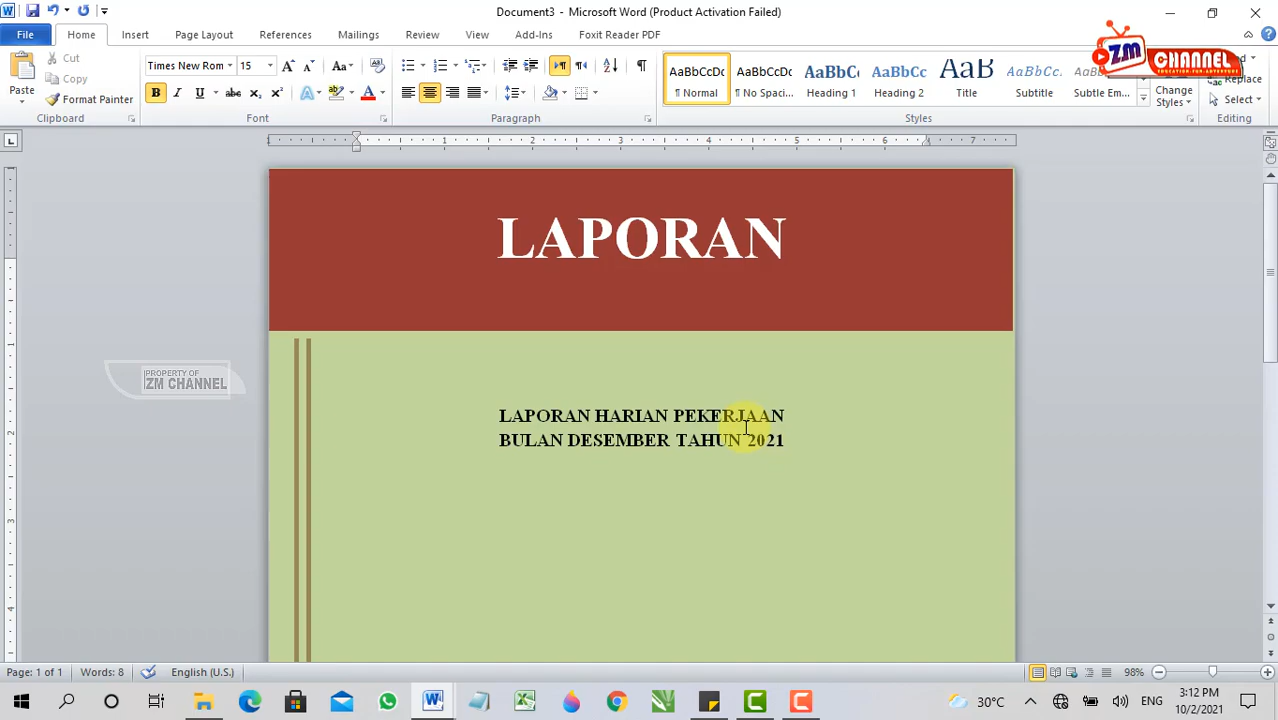 Document3 - Microsoft Word (Product Activation Failed)
File Home Insert Page Layout References Mailings Review View Add-Ins Foxit Reader PDF
ZM CHANNEL
Cut
Copy
Format Painter
Paste
Clipboard
Times New Rom 15
Font
Paragraph
AaBbCcDc AaBbCcDc AaBbC AaBbCc AaB AaBbCc.
¶ Normal ¶ No Spaci... Heading 1 Heading 2 Title Subtitle Subtle Em...
Change Styles
Styles
Replace
Select
Editing
LAPORAN
PROPERTY OF
ZM CHANNEL
LAPORAN HARIAN PEKERJAAN
BULAN DESEMBER TAHUN 2021
Page: 1 of 1 Words: 8 English (U.S.) 98%
30°C ENG 3:12 PM
10/2/2021